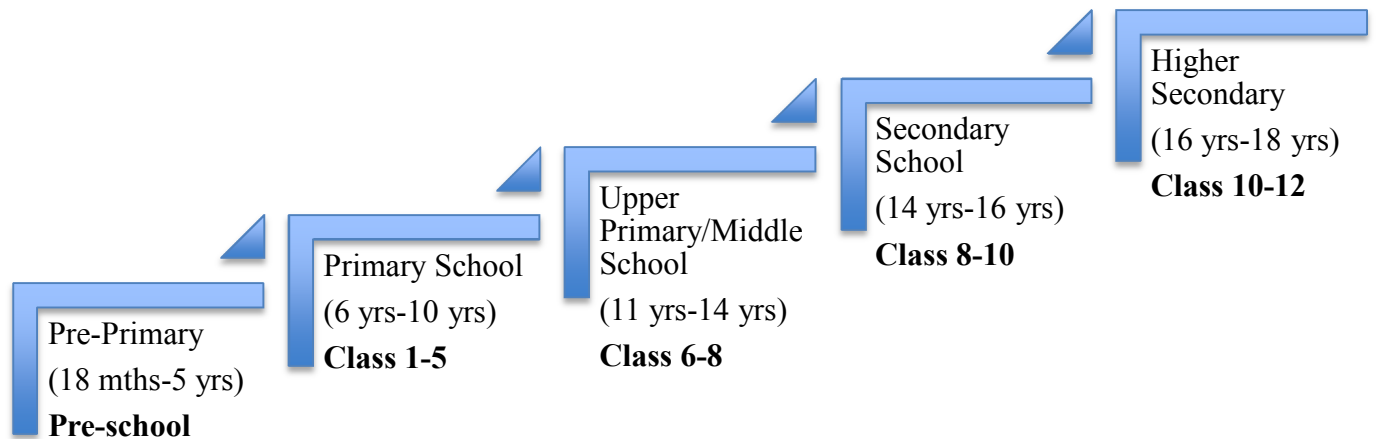 Pre-Primary
(18 mths-5 yrs)
Pre-school
Primary School
(6 yrs-10 yrs)
Class 1-5
Upper
Primary/Middle
School
(11 yrs-14 yrs)
Class 6-8
Secondary
School
(14 yrs-16 yrs)
Class 8-10
Higher
Secondary
(16 yrs-18 yrs)
Class 10-12